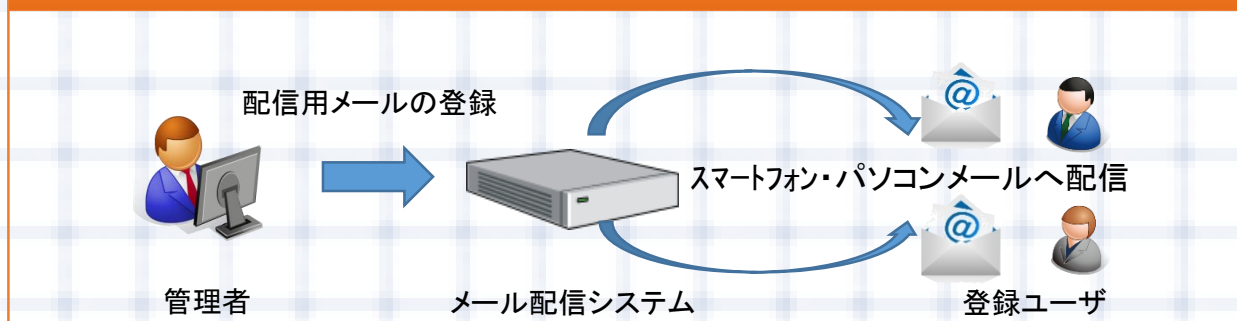 配信用メールの登録
スマートフォン・パソコンメールへ配信
管理者
メール配信システム
登録ユーザ